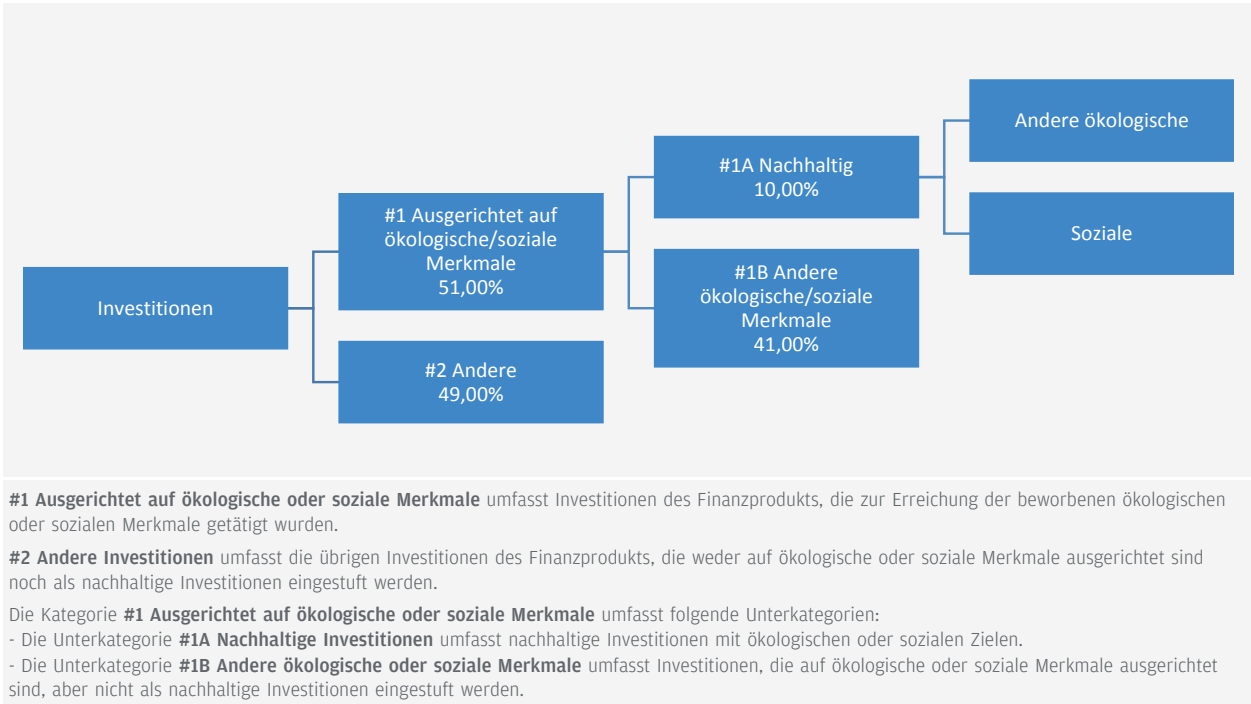 Investitionen
#1 Ausgerichtet auf
ökologische/soziale
Merkmale
51,00%
#2 Andere
49,00%
#1A Nachhaltig
10,00%
#1B Andere
ökologische/soziale
Merkmale
41,00%
Andere ökologische
Soziale
#1 Ausgerichtet auf ökologische oder soziale Merkmale umfasst Investitionen des Finanzprodukts, die zur Erreichung der beworbenen ökologischen
oder sozialen Merkmale getätigt wurden.
#2 Andere Investitionen umfasst die übrigen Investitionen des Finanzprodukts, die weder auf ökologische oder soziale Merkmale ausgerichtet sind
noch als nachhaltige Investitionen eingestuft werden.
Die Kategorie #1 Ausgerichtet auf ökologische oder soziale Merkmale umfasst folgende Unterkategorien:
- Die Unterkategorie #1A Nachhaltige Investitionen umfasst nachhaltige Investitionen mit ökologischen oder sozialen Zielen.
- Die Unterkategorie #1B Andere ökologische oder soziale Merkmale umfasst Investitionen, die auf ökologische oder soziale Merkmale ausgerichtet
sind, aber nicht als nachhaltige Investitionen eingestuft werden.